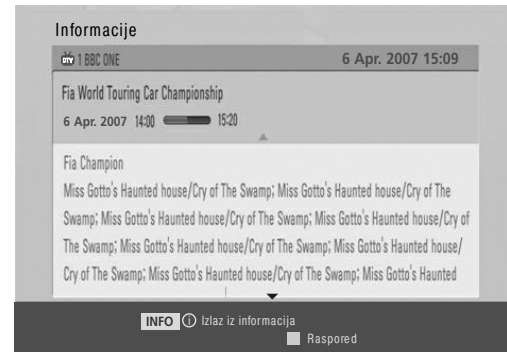 Informacije
DTV 1 BBC ONE 6 Apr. 2007 15:09
Fia World Touring Car Championship
6 Apr. 2007 14:00 15:20
Fia Champion
Miss Gotto's Haunted house/Cry of The Swamp; Miss Gotto's Haunted house/Cry of The
Swamp; Miss Gotto's Haunted house/Cry of The Swamp; Miss Gotto's Haunted house/Cry of
The Swamp; Miss Gotto's Haunted house/Cry of The Swamp; Miss Gotto's Haunted house/
Cry of The Swamp; Miss Gotto's Haunted house/Cry of The Swamp; Miss Gotto's Haunted
INFO i Izlaz iz informacija
Raspored